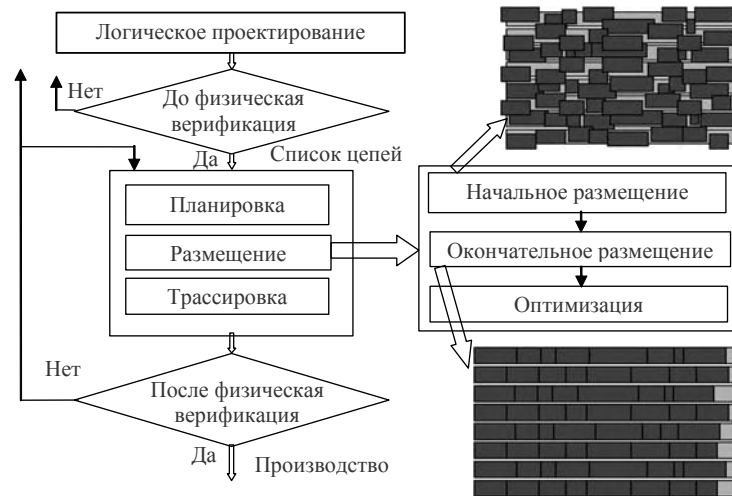 Логическое проектирование
Нет
До физическая
верификация
Да
Список цепей
Планировка
Размещение
Трассировка
Начальное размещение
Окончательное размещение
Оптимизация
Нет
После физическая
верификация
Да
Производство